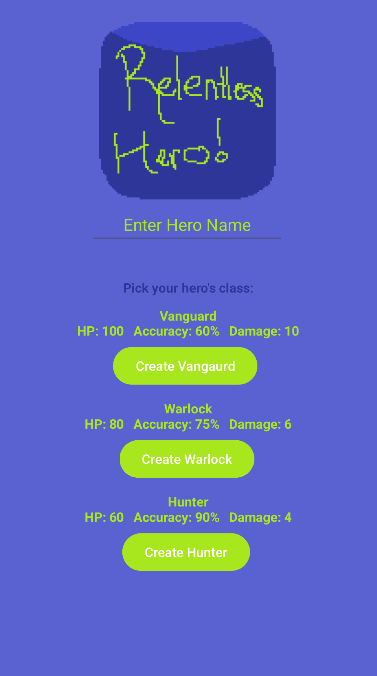 Relentless
Hero!
Enter Hero Name
Pick your hero's class:
Vanguard
HP: 100 Accuracy: 60% Damage: 10
Create Vangaurd
Warlock
HP: 80 Accuracy: 75% Damage: 6
Create Warlock
Hunter
HP: 60 Accuracy: 90% Damage: 4
Create Hunter